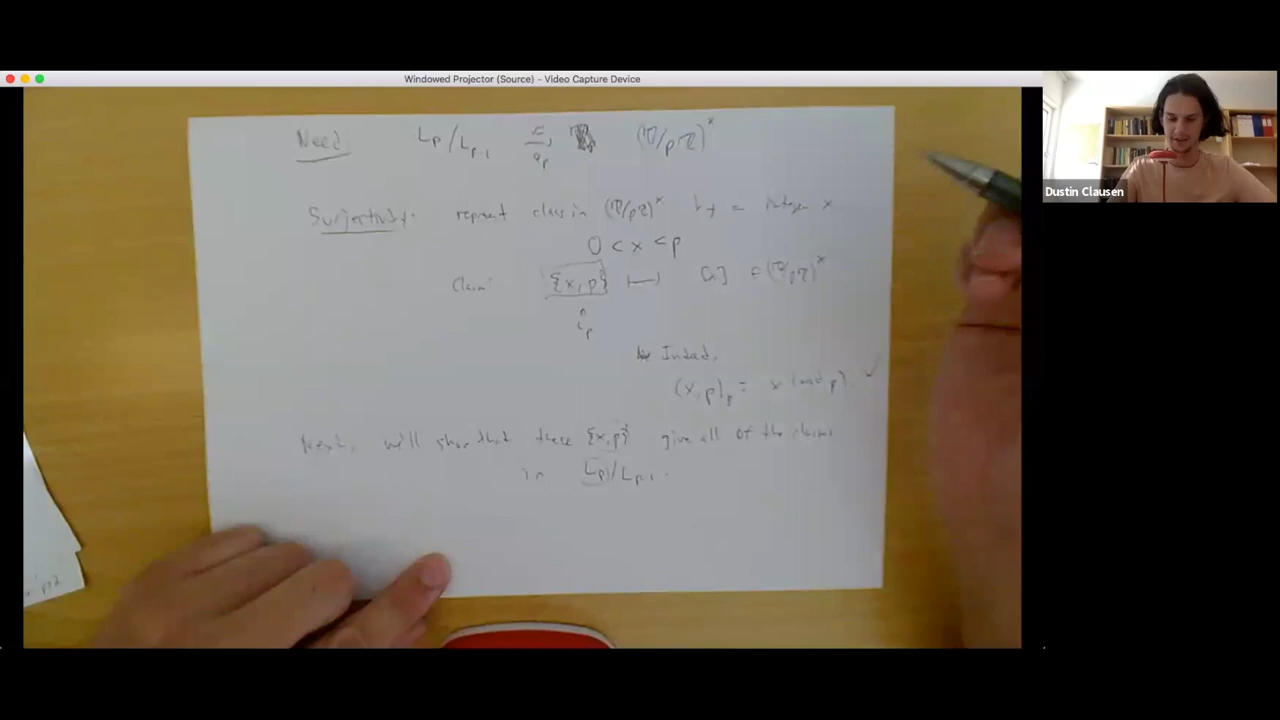 Windowed Projector (Source) - Video Capture Device
Dustin Clausen
Need L_p/L_{p-1} (ℤ/pℤ)^×
Surjectivity: represent class in (ℤ/pℤ)^× by = integer x
0 < x < p
Claim: {x, p} ⟼ [x] ∈ (ℤ/pℤ)^×
L_p
Indeed,
(x, p)_p = x (mod p). ✓
Next, will show that these {x, p} give all of the classes
in L_p/L_{p-1}.